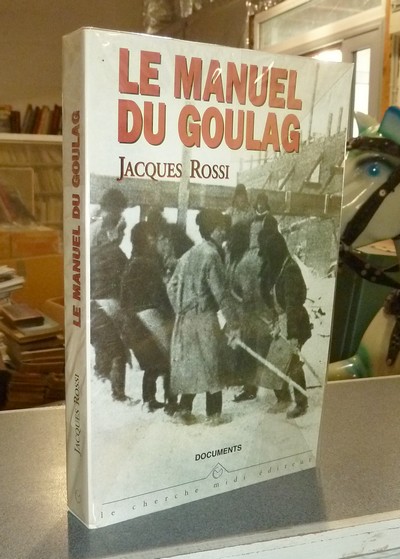 LE MANUEL
DU GOULAG
JACQUES ROSSI
DOCUMENTS
le cherche midi éditeur
LE MANUEL DU GOULAG
JACQUES ROSSI